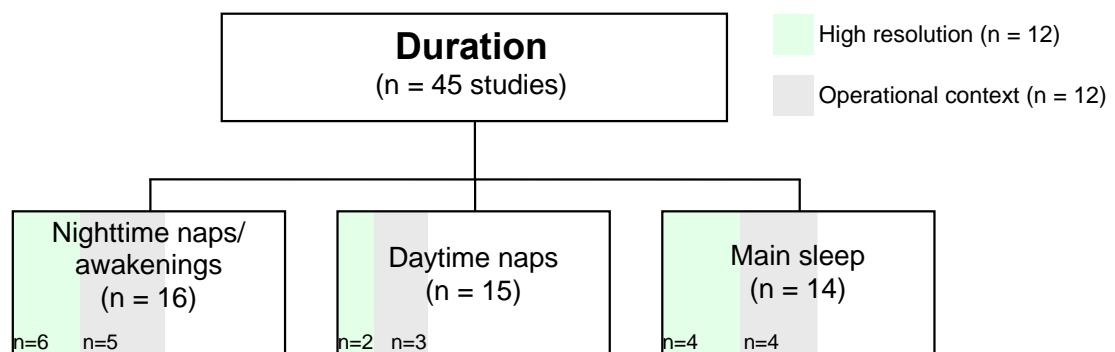 Duration
(n = 45 studies)
High resolution (n = 12)
Operational context (n = 12)
Nighttime naps/
awakenings
(n = 16)
n=6
n=5
Daytime naps
(n = 15)
n=2
n=3
Main sleep
(n = 14)
n=4
n=4